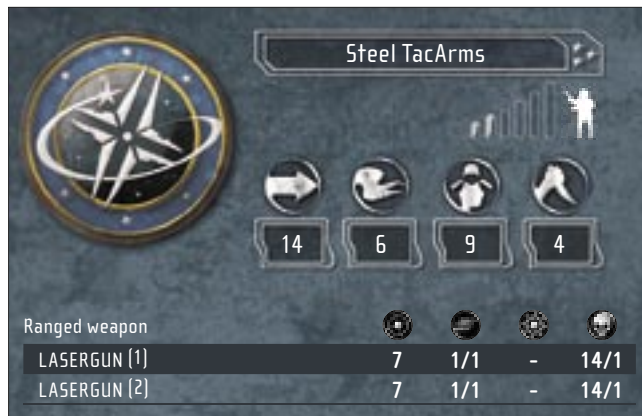 Steel TacArms
14 6 9 4
Ranged weapon
LASERGUN (1) 7 1/1 - 14/1
LASERGUN (2) 7 1/1 - 14/1